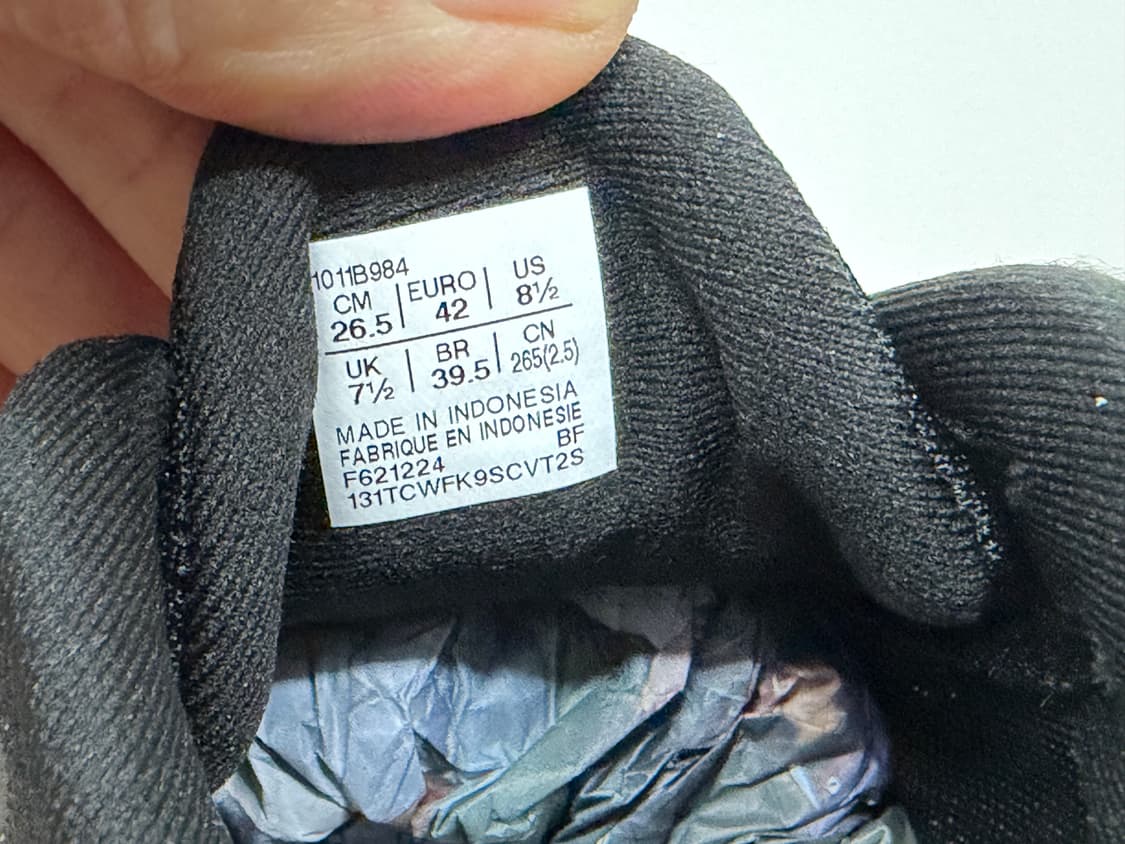 1011B984
CM EURO US
26.5 42 8½
UK BR CN
7½ 39.5 265(2.5)
MADE IN INDONESIA
FABRIQUE EN INDONESIE
BF
F621224
131TCWFK9SCVT2S